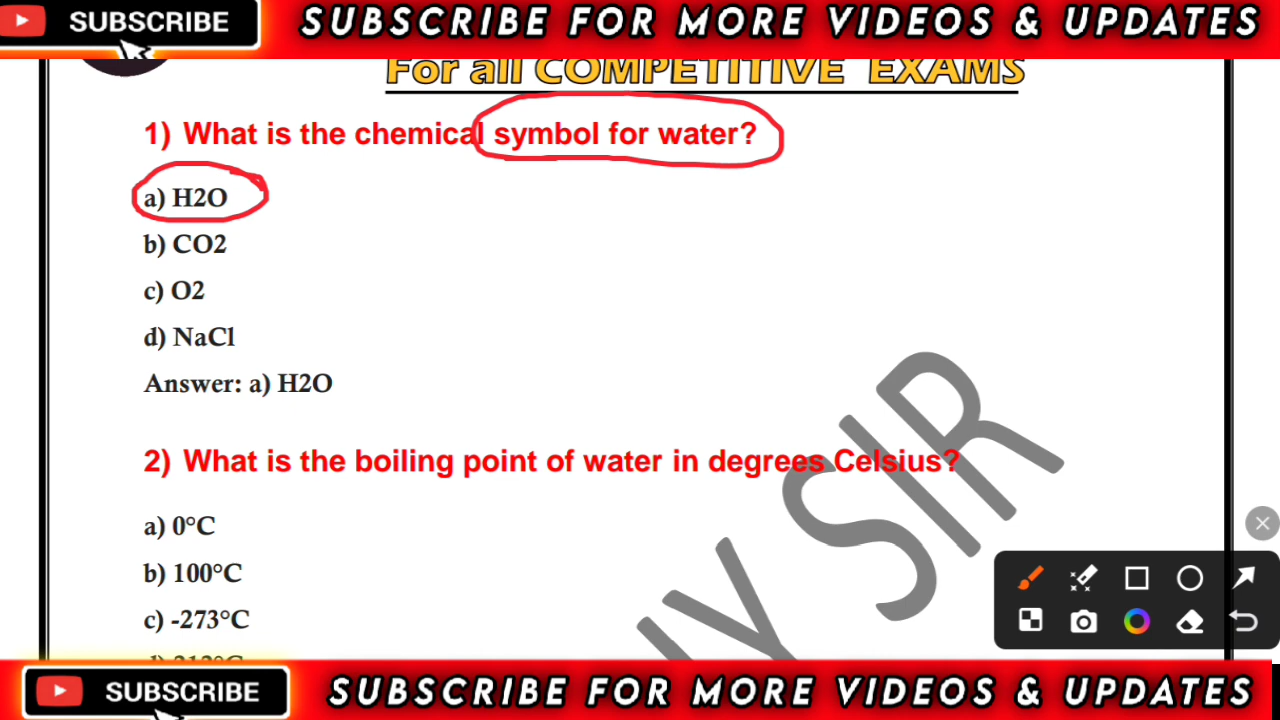 SUBSCRIBE SUBSCRIBE FOR MORE VIDEOS & UPDATES
For all COMPETITIVE EXAMS
1) What is the chemical symbol for water?
a) H2O
b) CO2
c) O2
d) NaCl
Answer: a) H2O
2) What is the boiling point of water in degrees Celsius?
a) 0°C
b) 100°C
c) -273°C
d) 212°C
SIR
SUBSCRIBE SUBSCRIBE FOR MORE VIDEOS & UPDATES